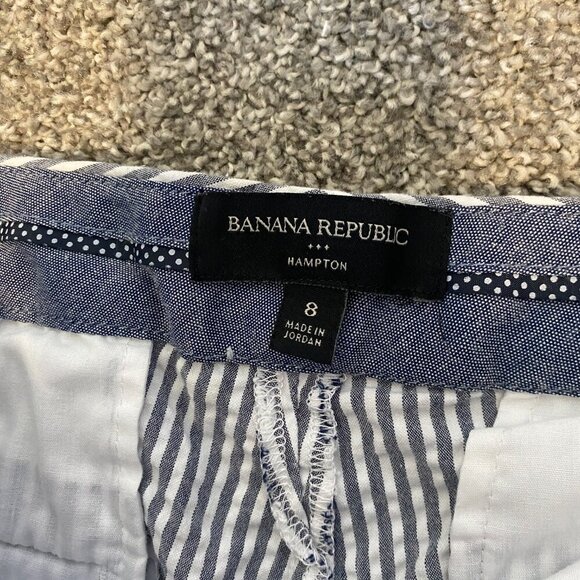 BANANA REPUBLIC
HAMPTON
8
MADE IN
JORDAN